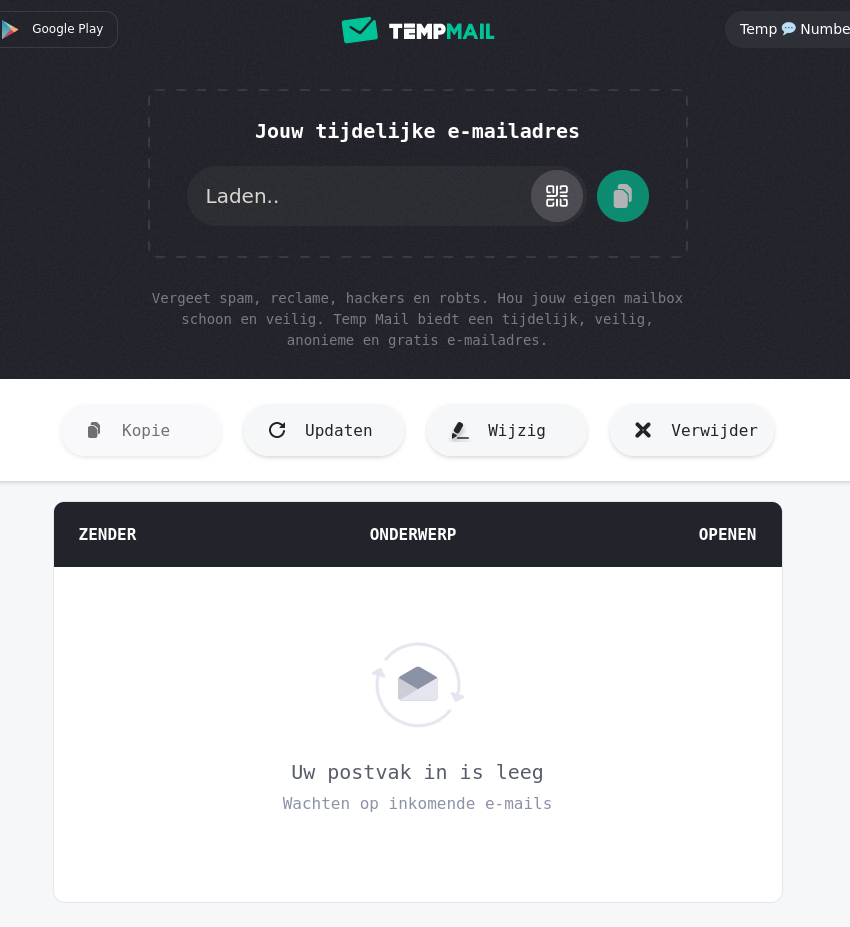 Google Play
TEMPMAIL
Temp Numbe
Jouw tijdelijke e-mailadres
Laden..
Vergeet spam, reclame, hackers en robts. Hou jouw eigen mailbox
schoon en veilig. Temp Mail biedt een tijdelijk, veilig,
anonieme en gratis e-mailadres.
Kopie
Updaten
Wijzig
Verwijder
ZENDER
ONDERWERP
OPENEN
Uw postvak in is leeg
Wachten op inkomende e-mails